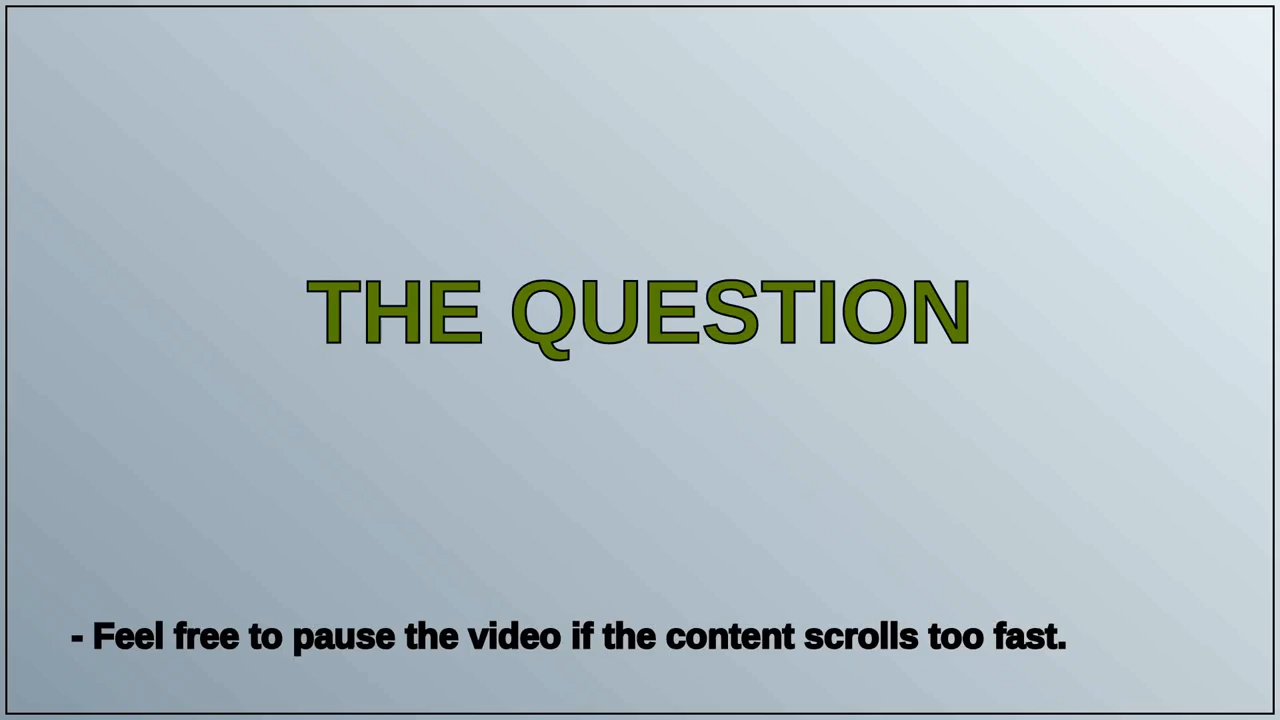 THE QUESTION
- Feel free to pause the video if the content scrolls too fast.